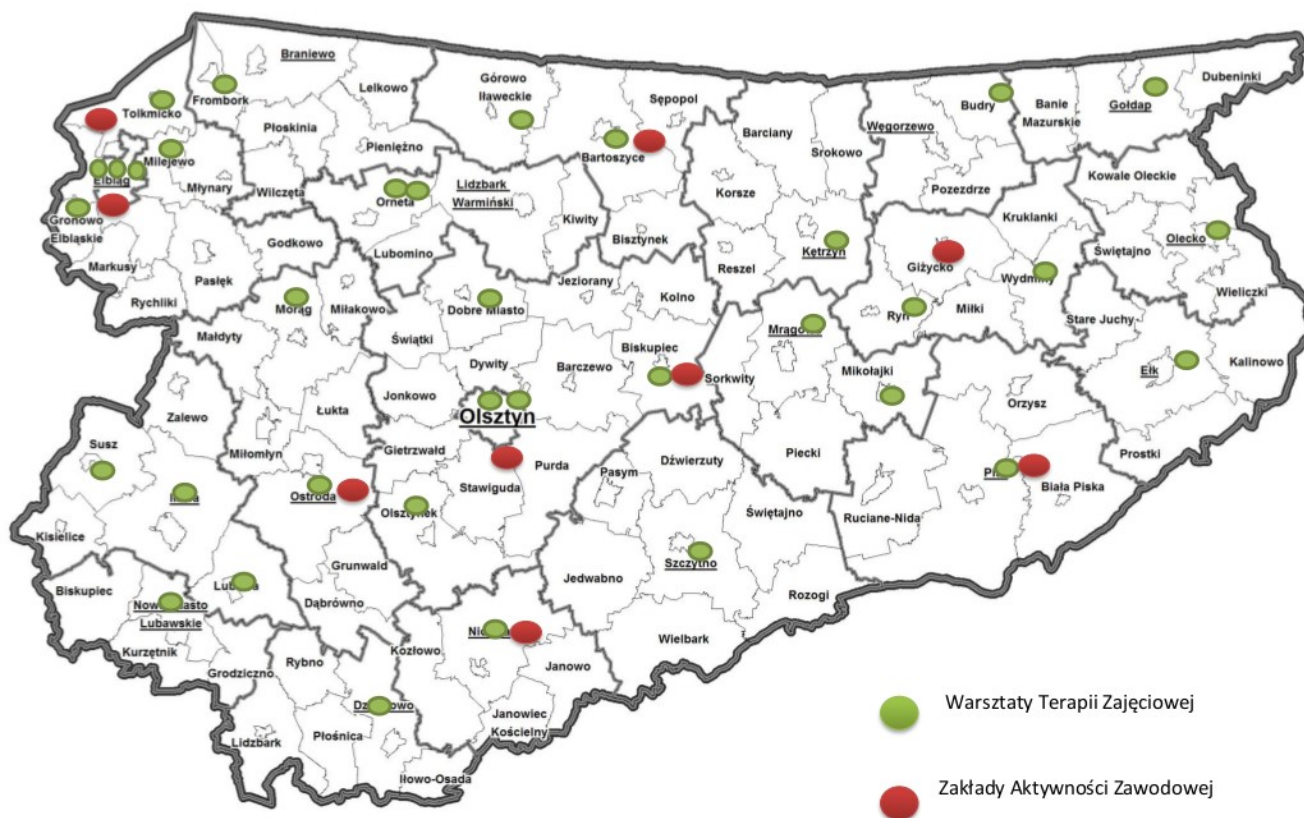 Braniewo
Dubeninki
Górowo
Iławeckie
Lelkowo
Sępopol
Gołdap
Frombork
Tolkmicko
Budry
Banie
Mazurskie
Płoskinia
Węgorzewo
Barciany
Pieniężno
Bartoszyce
Srokowo
Milejewo
Elbląg
Młynary
Wilczęta
Lidzbark
Warmiński
Orneta
Kiwity
Korsze
Pozezdrze
Kowale Oleckie
Gronowo
Elbląskie
Kruklanki
Godkowo
Bisztynek
Kętrzyn
Olecko
Świętajno
Lubomino
Reszel
Giżycko
Markusy
Pasłęk
Jeziorany
Wydminy
Rychliki
Kolno
Wieliczki
Morąg
Miłakowo
Dobre Miasto
Ryn
Miłki
Stare Juchy
Małdyty
Świątki
Biskupiec
Dywity
Barczewo
Sorkwity
Mikołajki
Ełk
Kalinowo
Jonkowo
Orzysz
Zalewo
Łukta
Olsztyn
Susz
Miłomłyn
Gietrzwałd
Purda
Dźwierzuty
Piecki
Prostki
Pasym
Ostróda
Stawiguda
Biała Piska
Olsztynek
Świętajno
Ruciane-Nida
Kisielice
Szczytno
Grunwald
Jedwabno
Biskupiec
Dąbrówno
Rozogi
Lubawskie
Wielbark
Kurzętnik
Kozłowo
Rybno
Grodziczno
Janowo
Janowiec
Kościelny
Lidzbark
Płośnica
Iłowo-Osada
Warsztaty Terapii Zajęciowej
Zakłady Aktywności Zawodowej